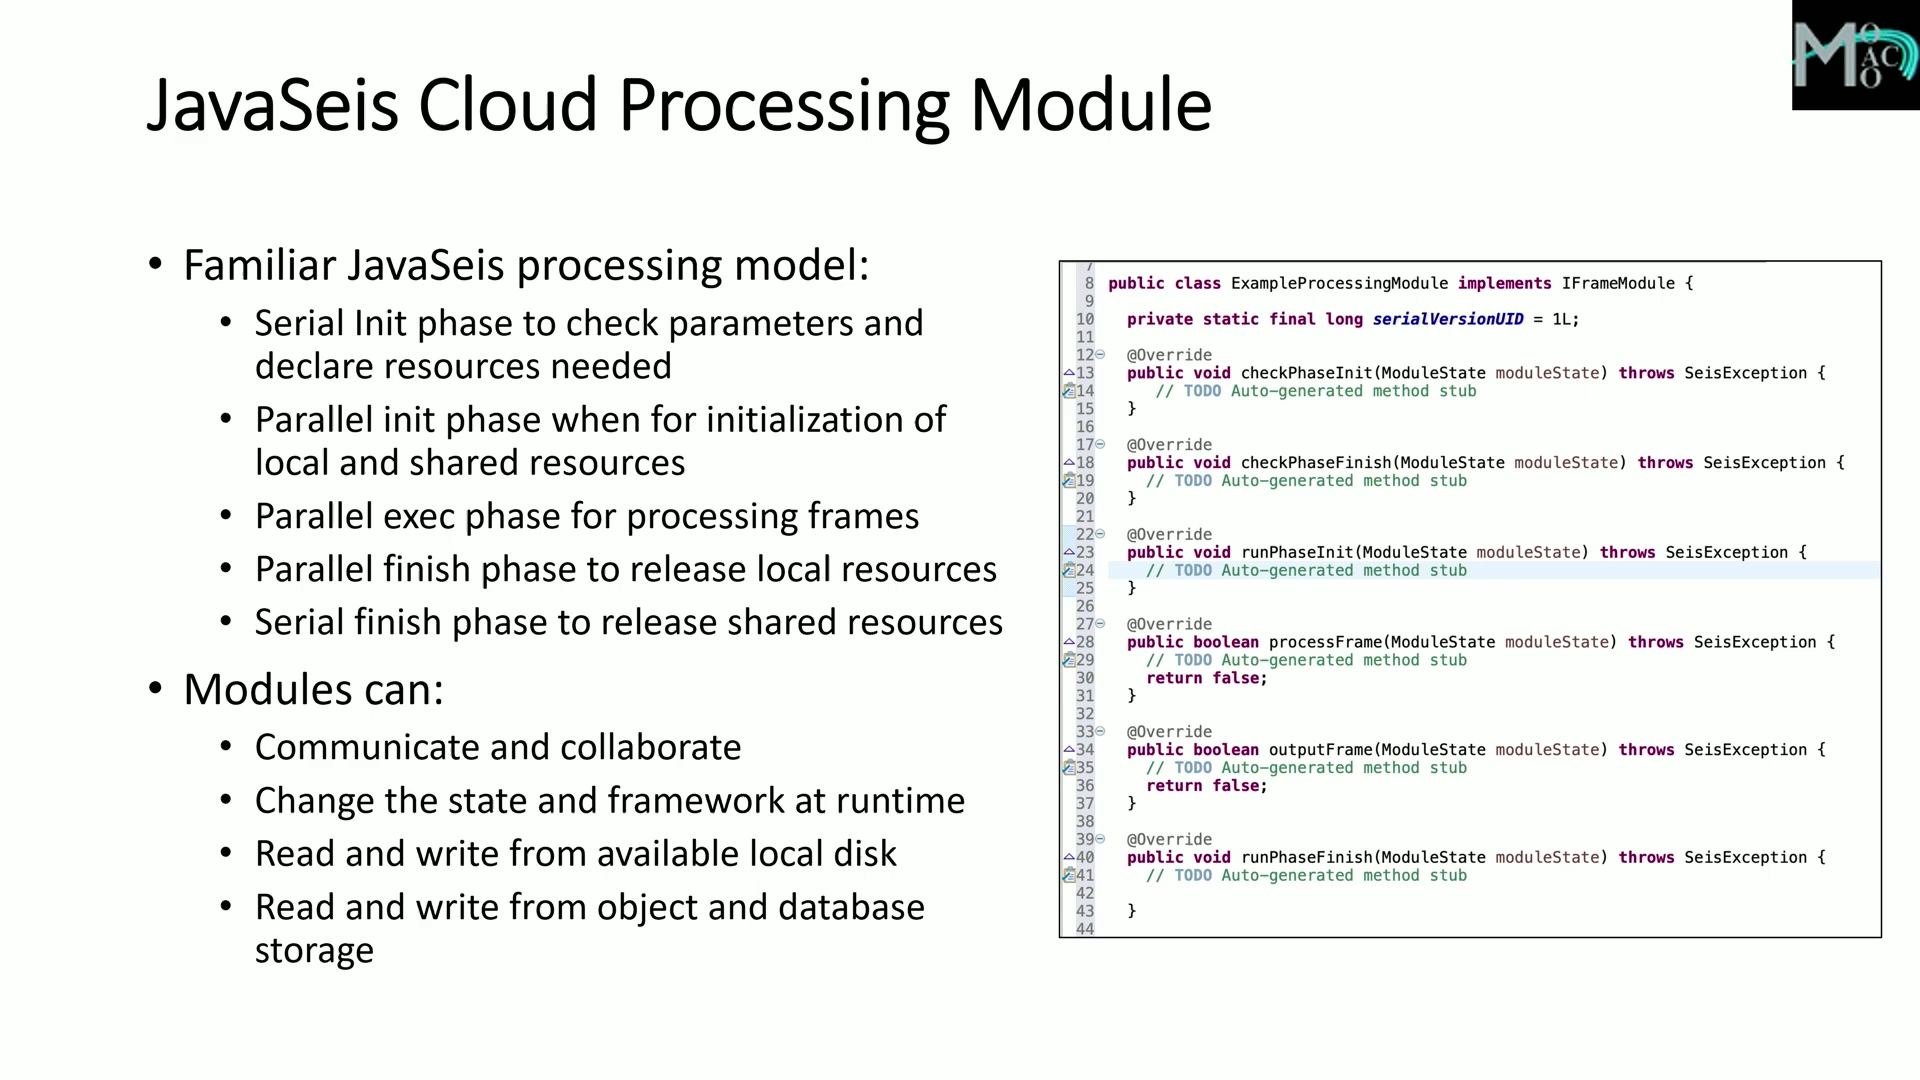 JavaSeis Cloud Processing Module
MOACO
• Familiar JavaSeis processing model:
• Serial Init phase to check parameters and
declare resources needed
• Parallel init phase when for initialization of
local and shared resources
• Parallel exec phase for processing frames
• Parallel finish phase to release local resources
• Serial finish phase to release shared resources
• Modules can:
• Communicate and collaborate
• Change the state and framework at runtime
• Read and write from available local disk
• Read and write from object and database
storage
7
8 public class ExampleProcessingModule implements IFrameModule {
9
10 private static final long serialVersionUID = 1L;
11
12 @Override
13 public void checkPhaseInit(ModuleState moduleState) throws SeisException {
14 // TODO Auto-generated method stub
15 }
16
17 @Override
18 public void checkPhaseFinish(ModuleState moduleState) throws SeisException {
19 // TODO Auto-generated method stub
20 }
21
22 @Override
23 public void runPhaseInit(ModuleState moduleState) throws SeisException {
24 // TODO Auto-generated method stub
25 }
26
27 @Override
28 public boolean processFrame(ModuleState moduleState) throws SeisException {
29 // TODO Auto-generated method stub
30 return false;
31 }
32
33 @Override
34 public boolean outputFrame(ModuleState moduleState) throws SeisException {
35 // TODO Auto-generated method stub
36 return false;
37 }
38
39 @Override
40 public void runPhaseFinish(ModuleState moduleState) throws SeisException {
41 // TODO Auto-generated method stub
42
43 }
44